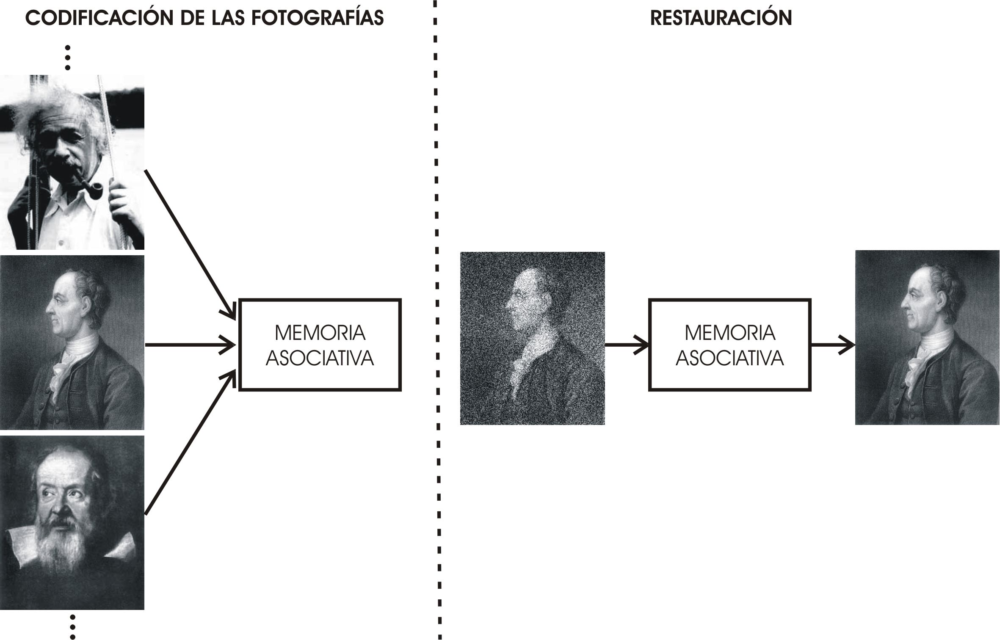 CODIFICACIÓN DE LAS FOTOGRAFÍAS
MEMORIA
ASOCIATIVA
RESTAURACIÓN
MEMORIA
ASOCIATIVA